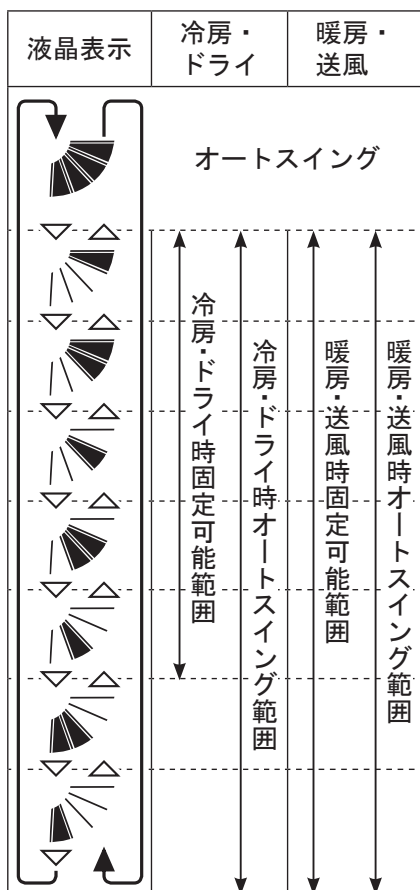 液晶表示
冷房・
ドライ
暖房・
送風
オートスイング
冷房・ドライ時固定可能範囲
冷房・ドライ時オートスイング範囲
暖房・送風時固定可能範囲
暖房・送風時オートスイング範囲